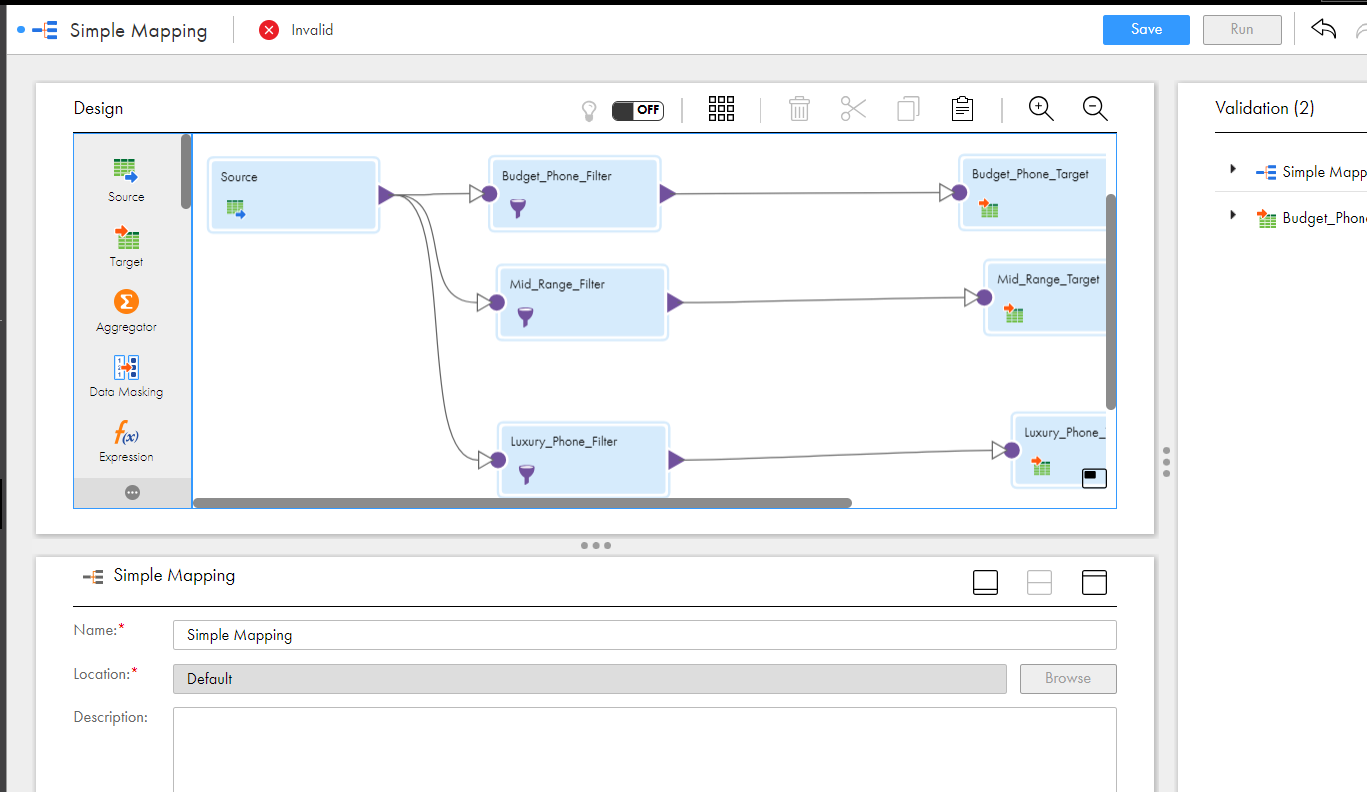 Simple Mapping
Invalid
Save
Run
Design
OFF
Validation (2)
Source
Target
Aggregator
Data Masking
Expression
Source
Budget_Phone_Filter
Budget_Phone_Target
Mid_Range_Filter
Mid_Range_Target
Luxury_Phone_Filter
Luxury_Phone_
Simple Mapp
Budget_Phon
Simple Mapping
Name:*
Simple Mapping
Location:*
Default
Browse
Description: